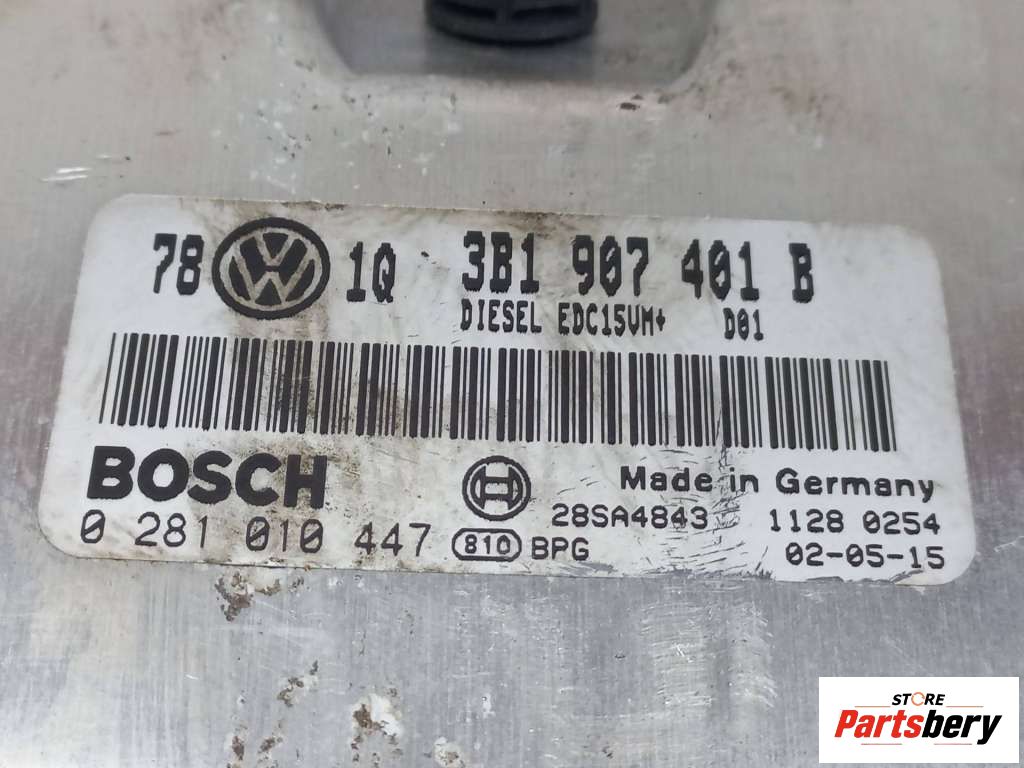 78 VW 1Q 3B1 907 401 B
DIESEL EDC15VM+ D01
BOSCH
Made in Germany
0 281 010 447
810 BPG
28SA4843
1128 0254
02-05-15
STORE
Partsbery